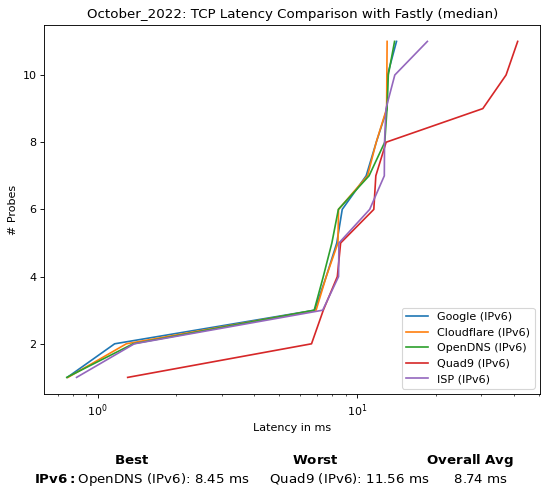 October_2022: TCP Latency Comparison with Fastly (median)
# Probes
10
8
6
4
2
Google (IPv6)
Cloudflare (IPv6)
OpenDNS (IPv6)
Quad9 (IPv6)
ISP (IPv6)
10⁰
10¹
Latency in ms
Best Worst Overall Avg
IPv6: OpenDNS (IPv6): 8.45 ms Quad9 (IPv6): 11.56 ms 8.74 ms